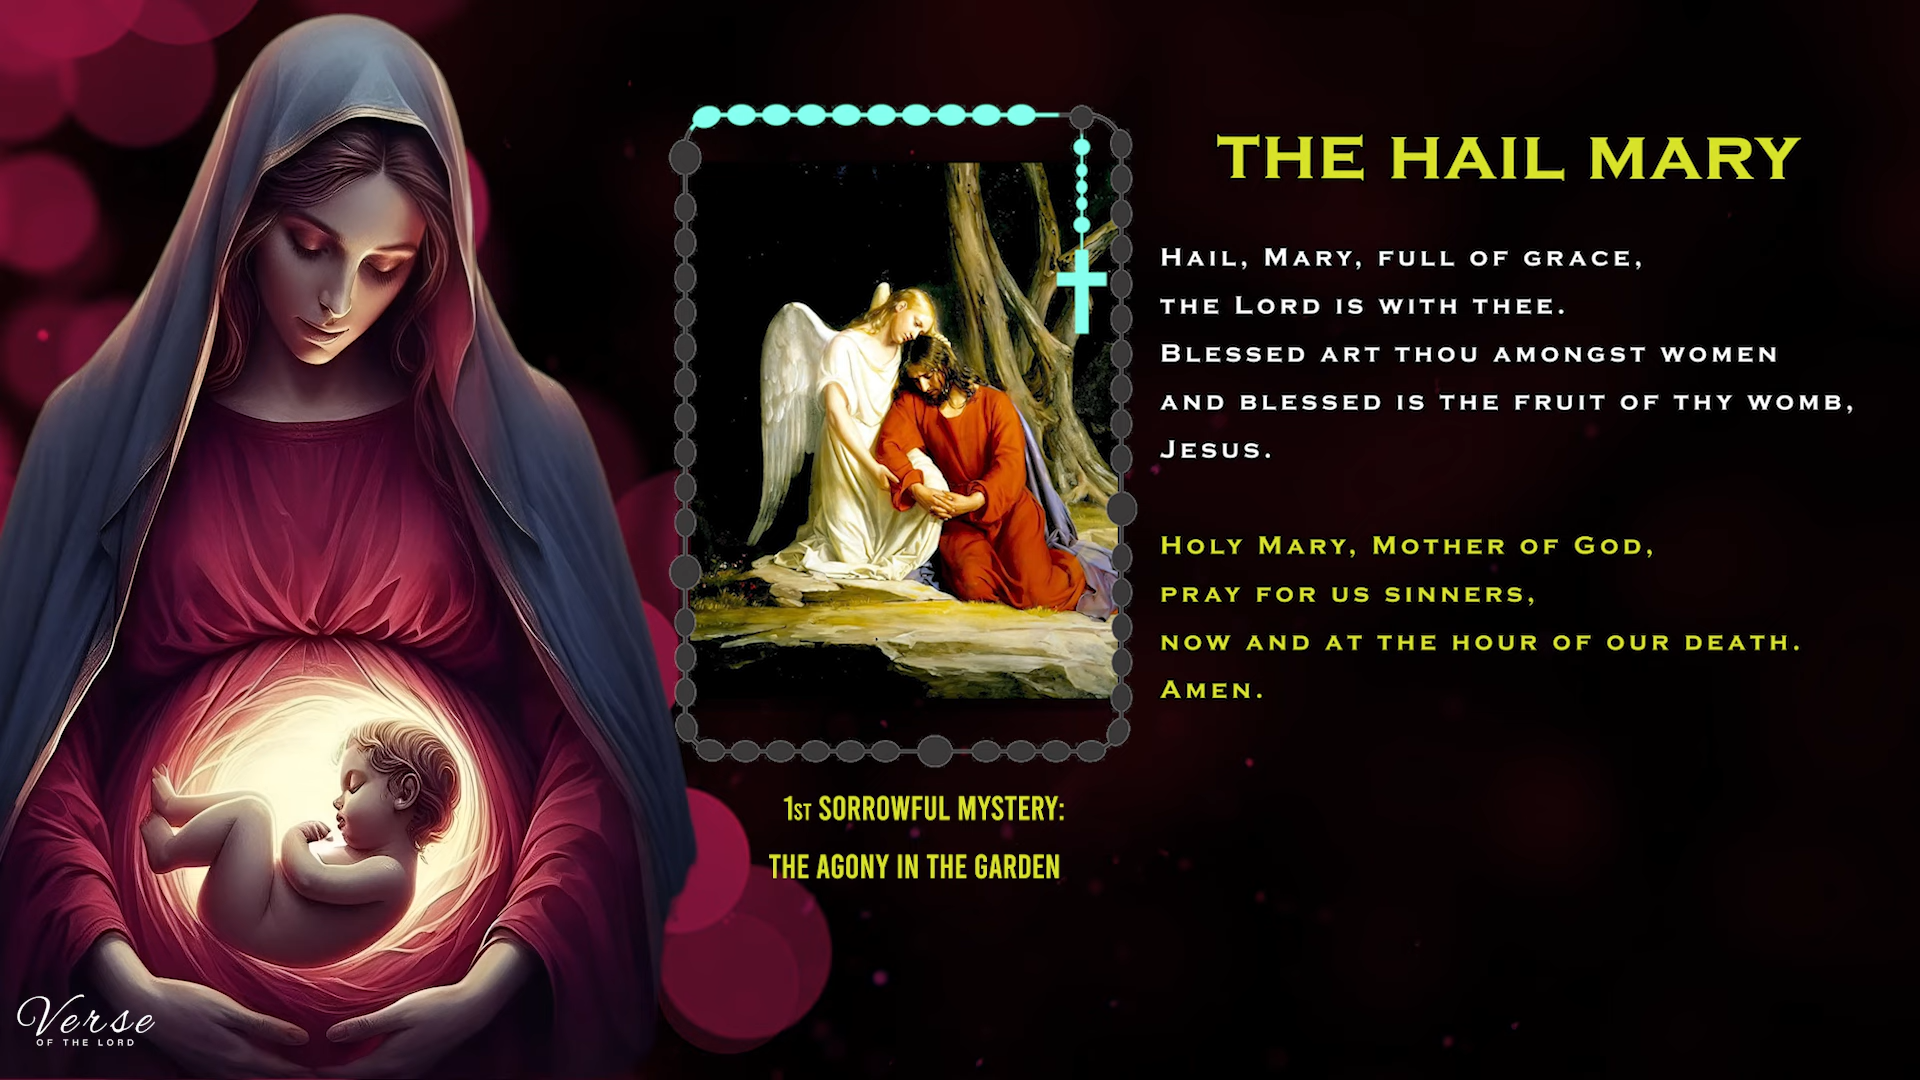 THE HAIL MARY
HAIL, MARY, FULL OF GRACE,
THE LORD IS WITH THEE.
BLESSED ART THOU AMONGST WOMEN
AND BLESSED IS THE FRUIT OF THY WOMB,
JESUS.
HOLY MARY, MOTHER OF GOD,
PRAY FOR US SINNERS,
NOW AND AT THE HOUR OF OUR DEATH.
AMEN.
1ST SORROWFUL MYSTERY:
THE AGONY IN THE GARDEN
Verse
OF THE LORD